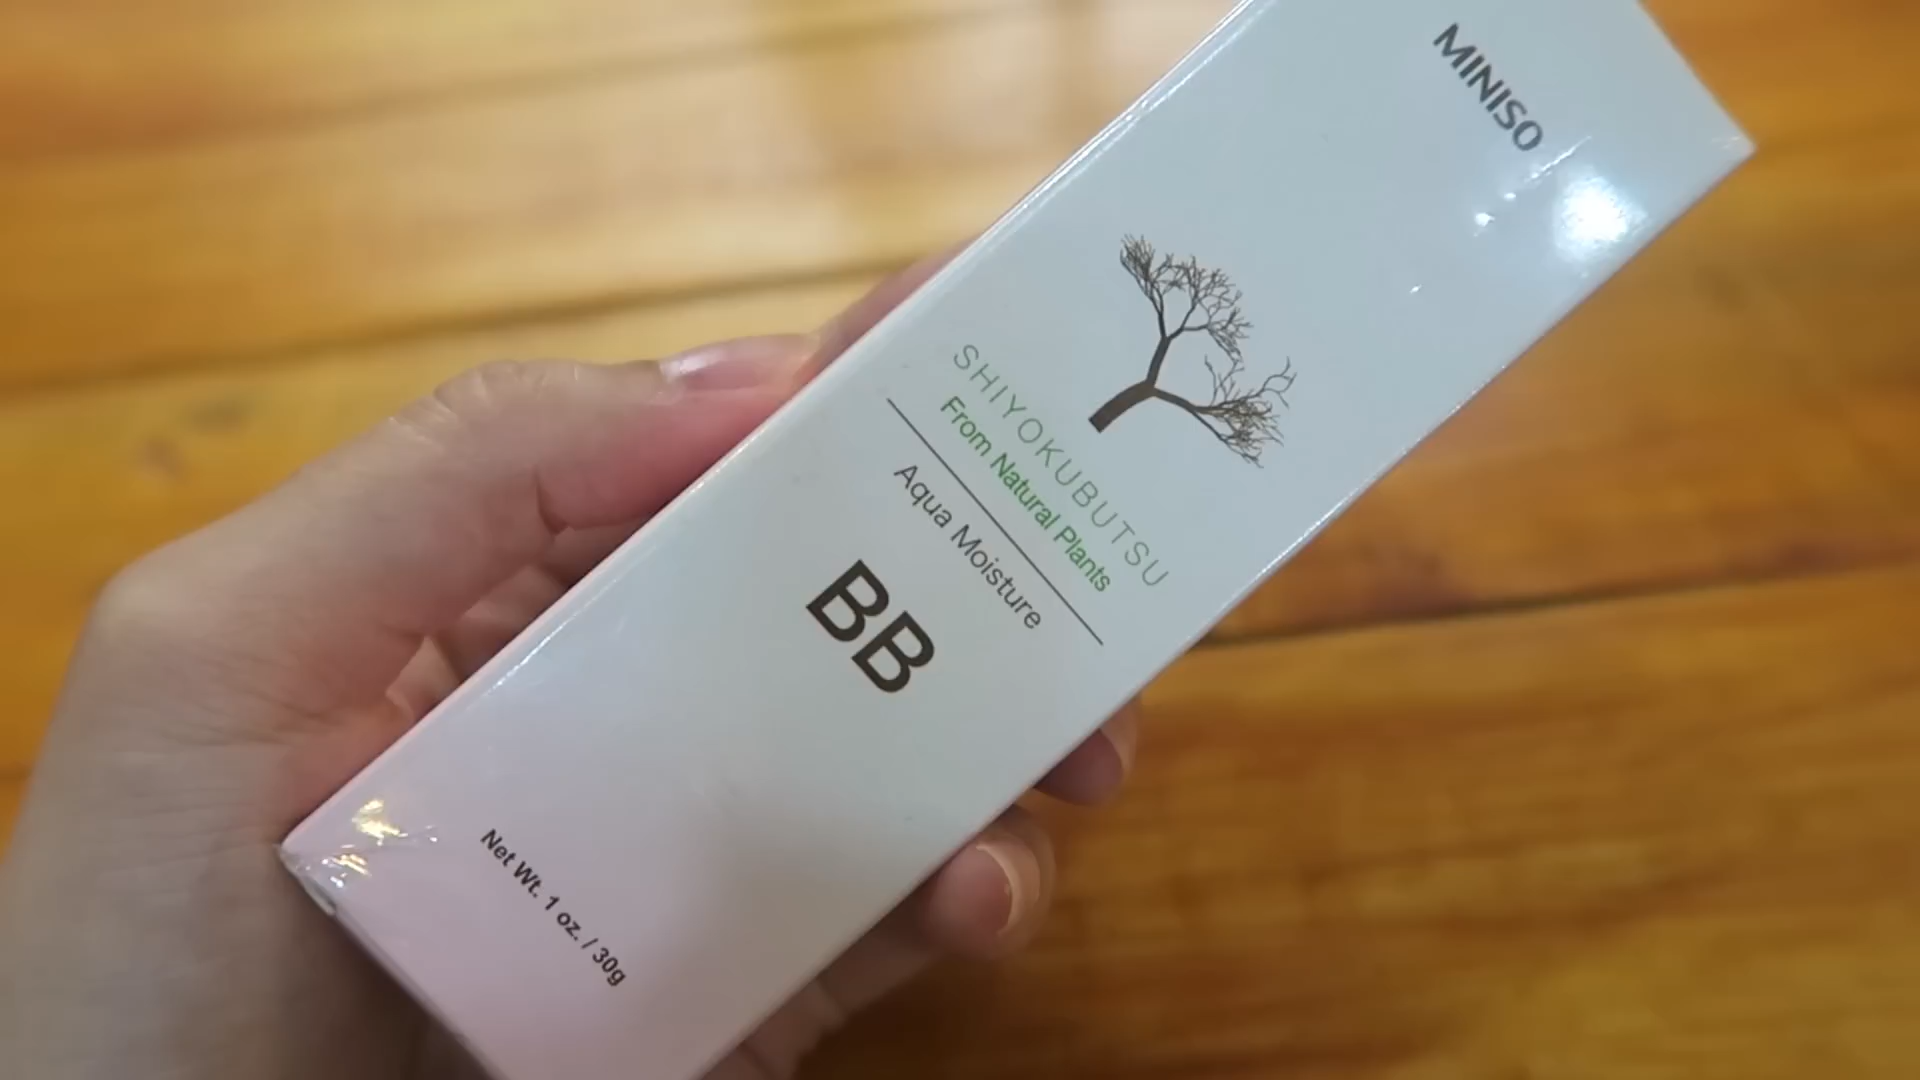 MINISO
SHIYOKUBUTSU
From Natural Plants
Aqua Moisture
BB
Net Wt. 1 oz. / 30g